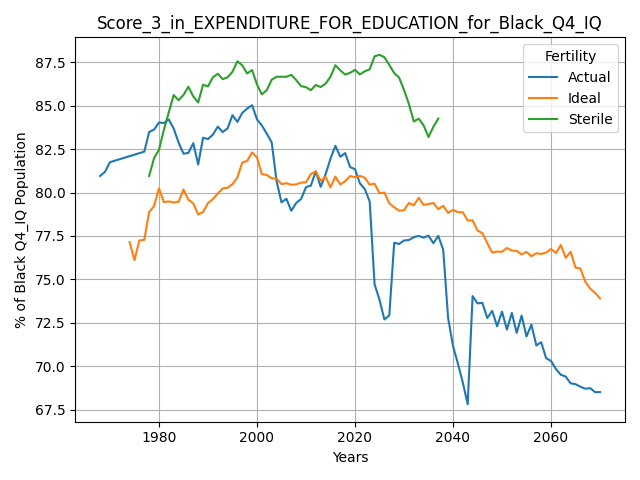 Score_3_in_EXPENDITURE_FOR_EDUCATION_for_Black_Q4_IQ
Fertility
Actual
Ideal
Sterile
% of Black Q4_IQ Population
87.5
85.0
82.5
80.0
77.5
75.0
72.5
70.0
67.5
1980
2000
2020
2040
2060
Years